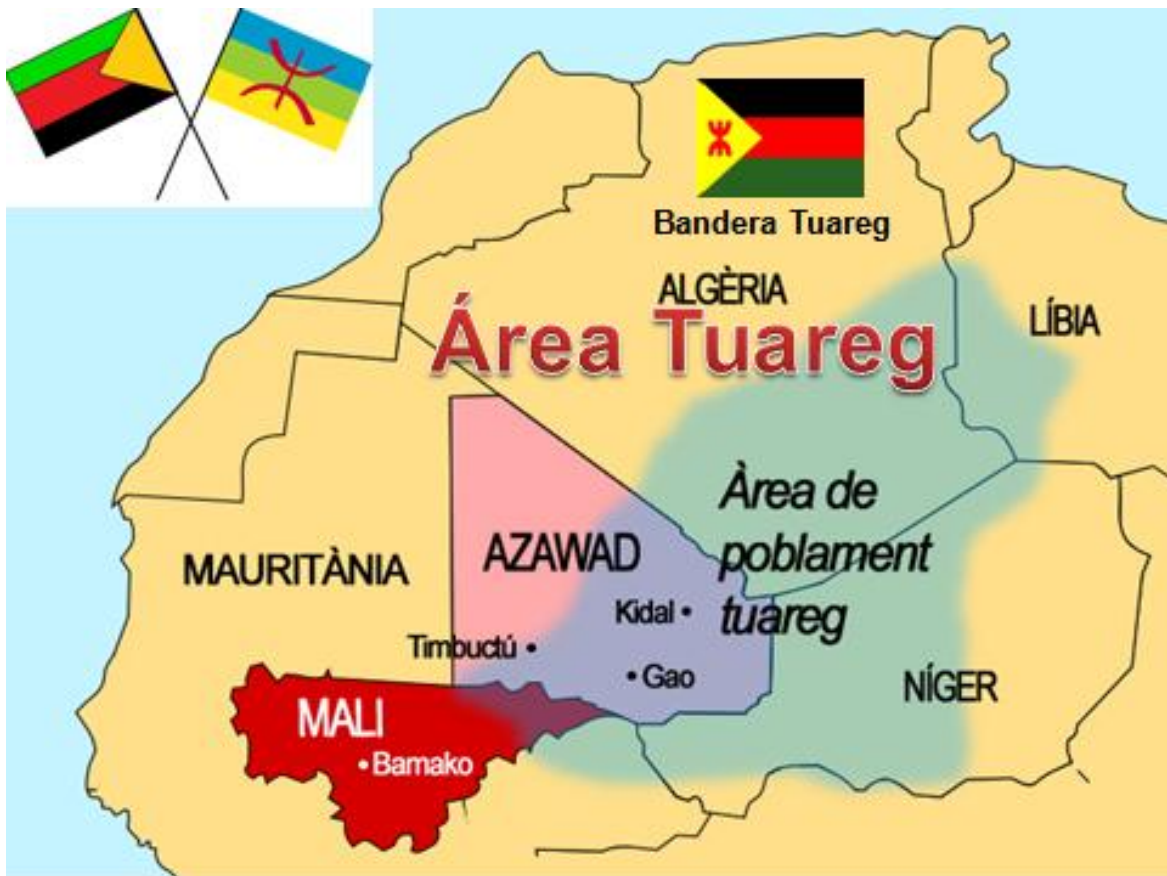 Bandera Tuareg
ALGÈRIA
LÍBIA
Área Tuareg
Àrea de
poblament
tuareg
AZAWAD
MAURITÀNIA
Kidal
Timbuctú
Gao
NÍGER
MALI
Bamako